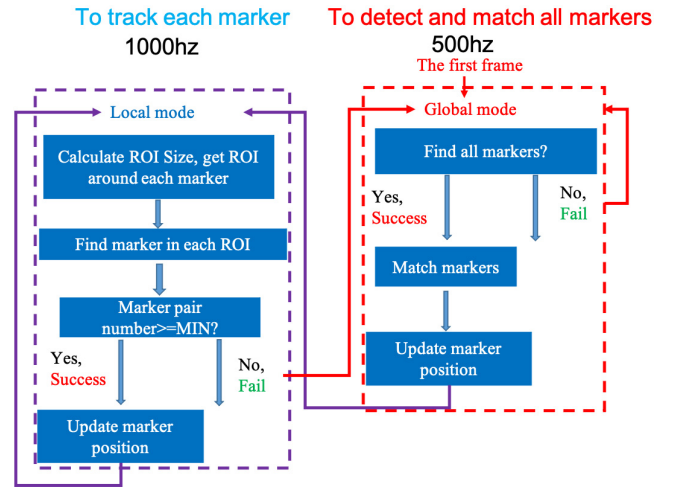 To track each marker
1000hz
To detect and match all markers
500hz
The first frame
Local mode
Calculate ROI Size, get ROI
around each marker
Find marker in each ROI
Marker pair
number>=MIN?
Yes,
Success
No,
Fail
Update marker
position
Global mode
Find all markers?
Yes,
Success
No,
Fail
Match markers
Update marker
position